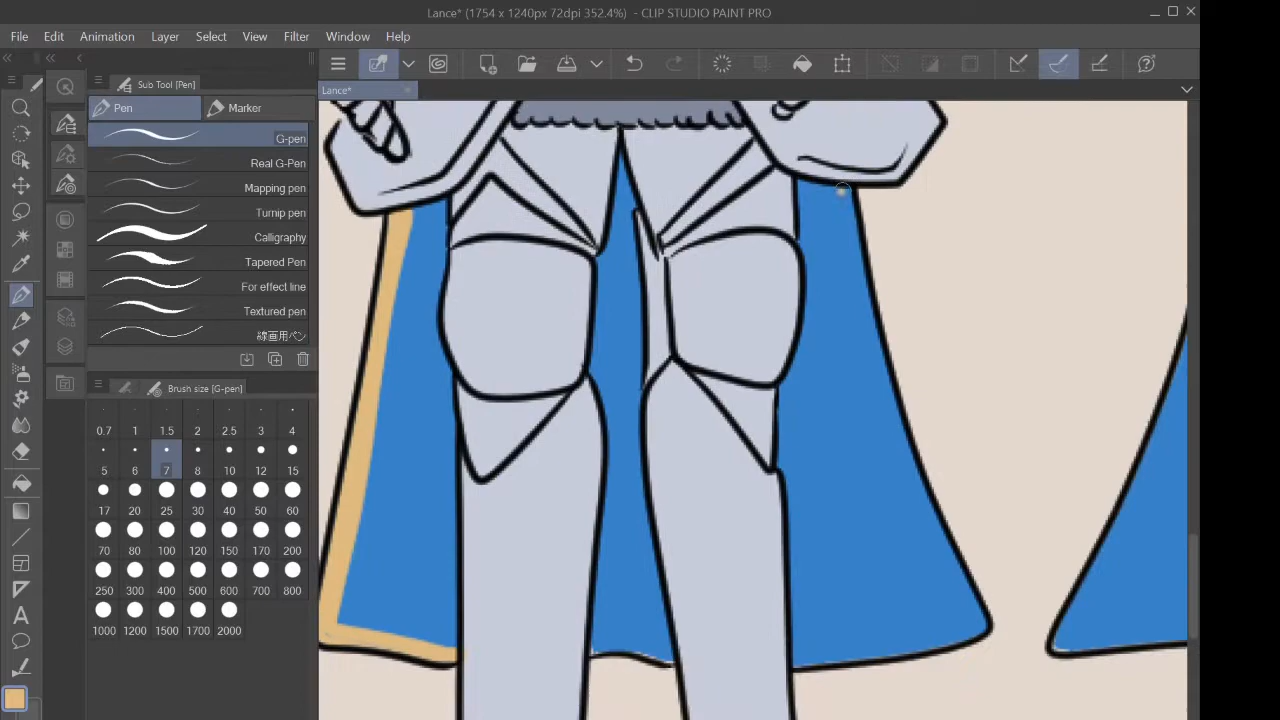 Lance* (1754 x 1240px 72dpi 352.4%) - CLIP STUDIO PAINT PRO
File Edit Animation Layer Select View Filter Window Help
Sub Tool [Pen]
Lance*
Pen Marker
G-pen
Real G-Pen
Mapping pen
Turnip pen
Calligraphy
Tapered Pen
For effect line
Textured pen
線画用ペン
Brush size [G-pen]
0.7 1 1.5 2 2.5 3 4
5 6 7 8 10 12 15
17 20 25 30 40 50 60
70 80 100 120 150 170 200
250 300 400 500 600 700 800
1000 1200 1500 1700 2000